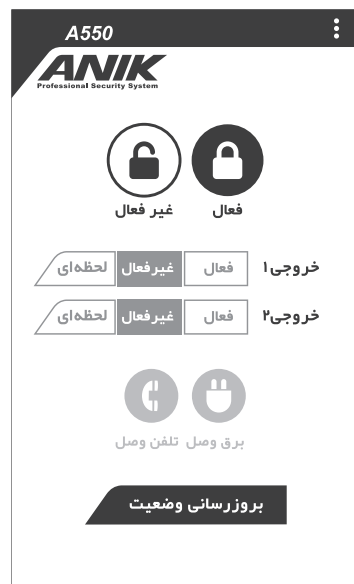 A550
ANIK
Professional Security System
فعال غیر فعال
خروجی۱ فعال غیرفعال لحظه‌ای
خروجی۲ فعال غیرفعال لحظه‌ای
برق وصل تلفن وصل
بروزرسانی وضعیت